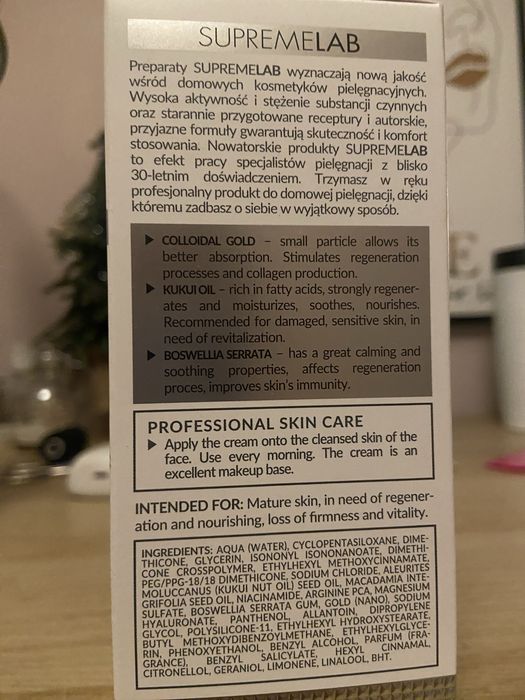 SUPREMELAB
Preparaty SUPREMELAB wyznaczają nową jakość
wśród domowych kosmetyków pielęgnacyjnych.
Wysoka aktywność i stężenie substancji czynnych
oraz starannie przygotowane receptury i autorskie,
przyjazne formuły gwarantują skuteczność i komfort
stosowania. Nowatorskie produkty SUPREMELAB
to efekt pracy specjalistów pielęgnacji z blisko
30-letnim doświadczeniem. Trzymasz w ręku
profesjonalny produkt do domowej pielęgnacji, dzięki
któremu zadbasz o siebie w wyjątkowy sposób.
▶ COLLOIDAL GOLD – small particle allows its
better absorption. Stimulates regeneration
processes and collagen production.
▶ KUKUI OIL – rich in fatty acids, strongly regener-
ates and moisturizes, soothes, nourishes.
Recommended for damaged, sensitive skin, in
need of revitalization.
▶ BOSWELLIA SERRATA – has a great calming and
soothing properties, affects regeneration
proces, improves skin's immunity.
PROFESSIONAL SKIN CARE
▶ Apply the cream onto the cleansed skin of the
face. Use every morning. The cream is an
excellent makeup base.
INTENDED FOR: Mature skin, in need of regener-
ation and nourishing, loss of firmness and vitality.
INGREDIENTS: AQUA (WATER), CYCLOPENTASILOXANE, DIME-
THICONE, GLYCERIN, ISONONYL ISONONANOATE, DIMETHI-
CONE CROSSPOLYMER, ETHYLHEXYL METHOXYCINNAMATE,
PEG/PPG-18/18 DIMETHICONE, SODIUM CHLORIDE, ALEURITES
MOLUCCANUS (KUKUI NUT OIL) SEED OIL, MACADAMIA INTE-
GRIFOLIA SEED OIL, NIACINAMIDE, ARGININE PCA, MAGNESIUM
SULFATE, BOSWELLIA SERRATA GUM, GOLD (NANO), SODIUM
HYALURONATE, PANTHENOL, ALLANTOIN, DIPROPYLENE
GLYCOL, POLYSILICONE-11, ETHYLHEXYL HYDROXYSTEARATE,
BUTYL METHOXYDIBENZOYLMETHANE, ETHYLHEXYLGLYCE-
RIN, PHENOXYETHANOL, BENZYL ALCOHOL, PARFUM (FRA-
GRANCE), BENZYL SALICYLATE, HEXYL CINNAMAL,
CITRONELLOL, GERANIOL, LIMONENE, LINALOOL, BHT.